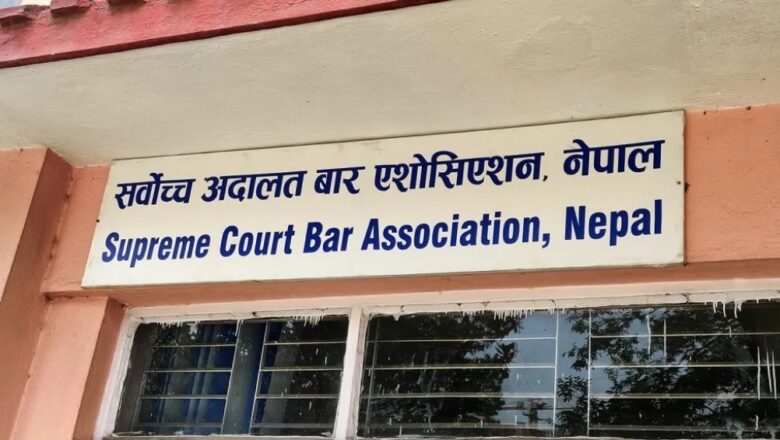 सर्वोच्च अदालत बार एशोसिएशन, नेपाल
Supreme Court Bar Association, Nepal